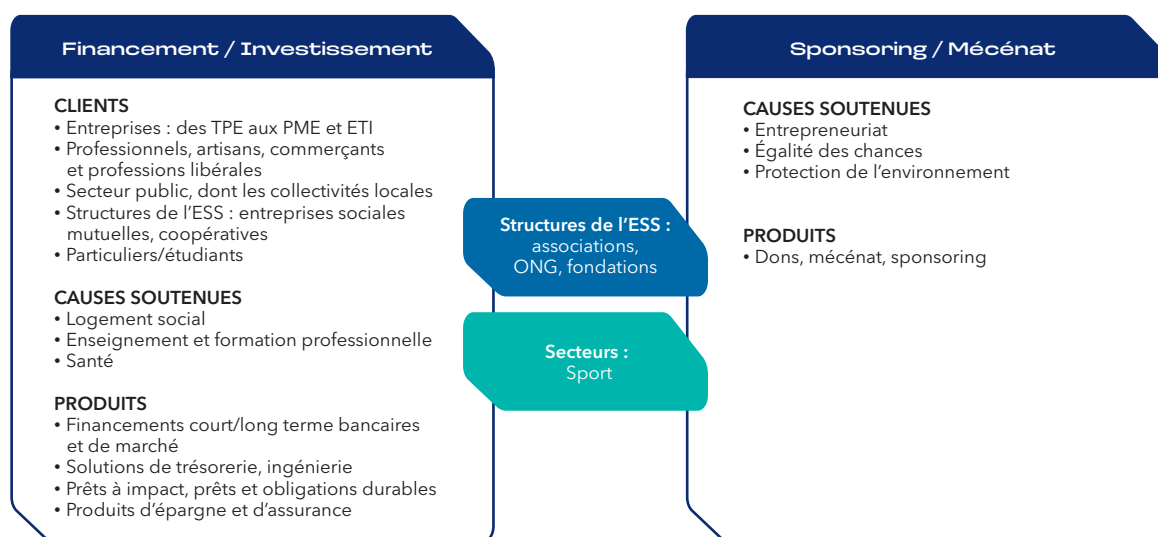 Financement / Investissement
CLIENTS
• Entreprises : des TPE aux PME et ETI
• Professionnels, artisans, commerçants
et professions libérales
• Secteur public, dont les collectivités locales
• Structures de l’ESS : entreprises sociales
mutuelles, coopératives
• Particuliers/étudiants
CAUSES SOUTENUES
• Logement social
• Enseignement et formation professionnelle
• Santé
PRODUITS
• Financements court/long terme bancaires
et de marché
• Solutions de trésorerie, ingénierie
• Prêts à impact, prêts et obligations durables
• Produits d’épargne et d’assurance
Structures de l’ESS :
associations,
ONG, fondations
Secteurs :
Sport
Sponsoring / Mécénat
CAUSES SOUTENUES
• Entrepreneuriat
• Égalité des chances
• Protection de l’environnement
PRODUITS
• Dons, mécénat, sponsoring